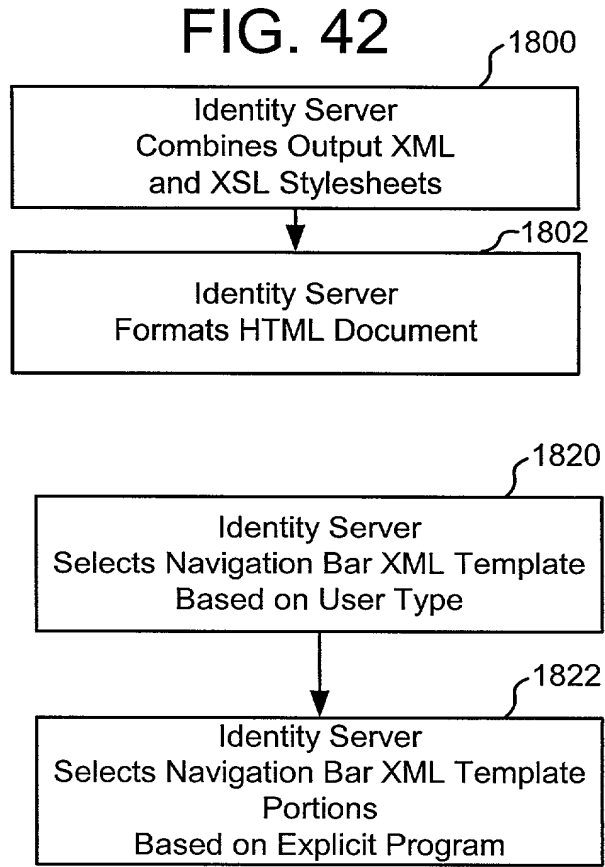 FIG. 42
1800
Identity Server
Combines Output XML
and XSL Stylesheets
1802
Identity Server
Formats HTML Document
1820
Identity Server
Selects Navigation Bar XML Template
Based on User Type
1822
Identity Server
Selects Navigation Bar XML Template
Portions
Based on Explicit Program